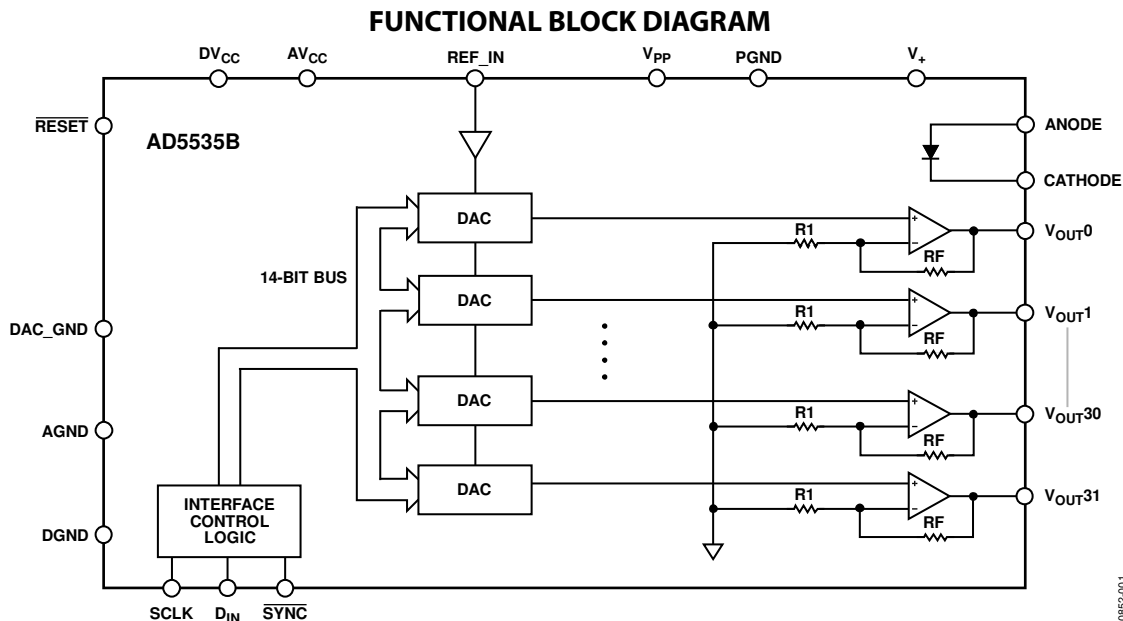 FUNCTIONAL BLOCK DIAGRAM
DVCC AVCC REF_IN VPP PGND V+
RESET
AD5535B
ANODE
CATHODE
DAC
R1
RF
VOUT0
14-BIT BUS
DAC
R1
RF
VOUT1
DAC_GND
DAC
R1
RF
VOUT30
AGND
DAC
R1
RF
VOUT31
INTERFACE
CONTROL
LOGIC
DGND
SCLK DIN SYNC